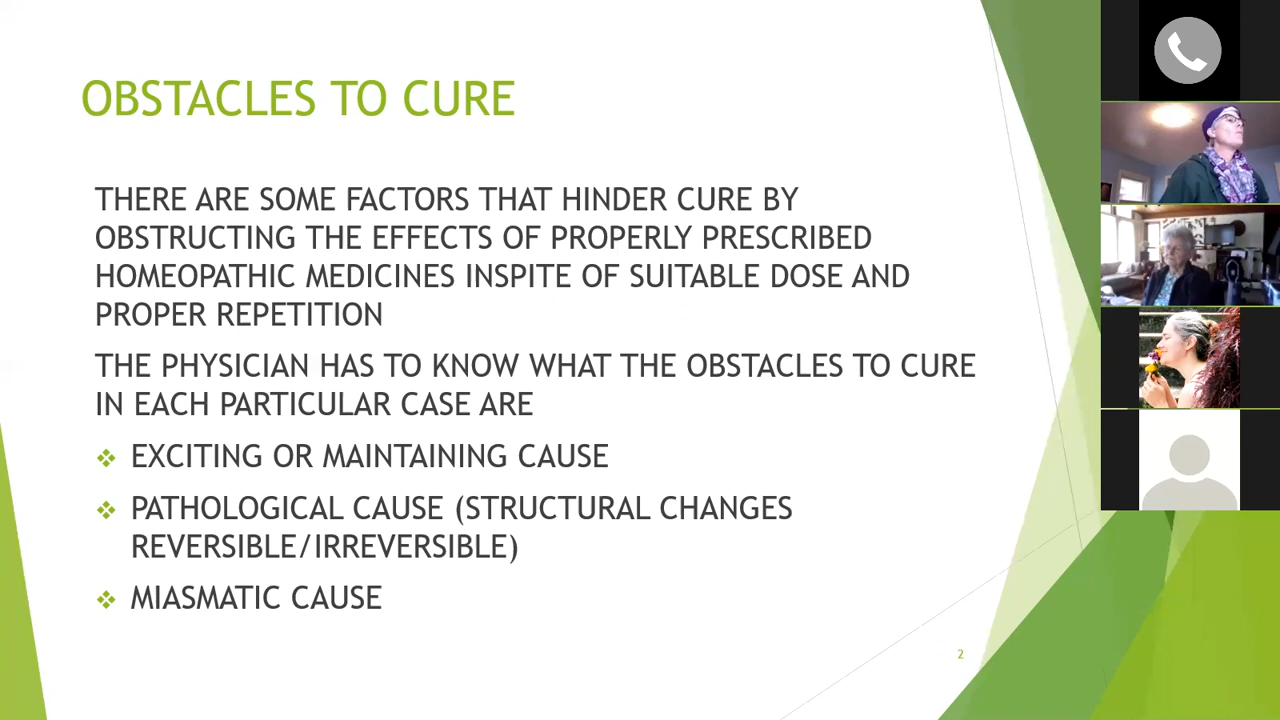 OBSTACLES TO CURE
THERE ARE SOME FACTORS THAT HINDER CURE BY
OBSTRUCTING THE EFFECTS OF PROPERLY PRESCRIBED
HOMEOPATHIC MEDICINES INSPITE OF SUITABLE DOSE AND
PROPER REPETITION
THE PHYSICIAN HAS TO KNOW WHAT THE OBSTACLES TO CURE
IN EACH PARTICULAR CASE ARE
EXCITING OR MAINTAINING CAUSE
PATHOLOGICAL CAUSE (STRUCTURAL CHANGES
REVERSIBLE/IRREVERSIBLE)
MIASMATIC CAUSE
2